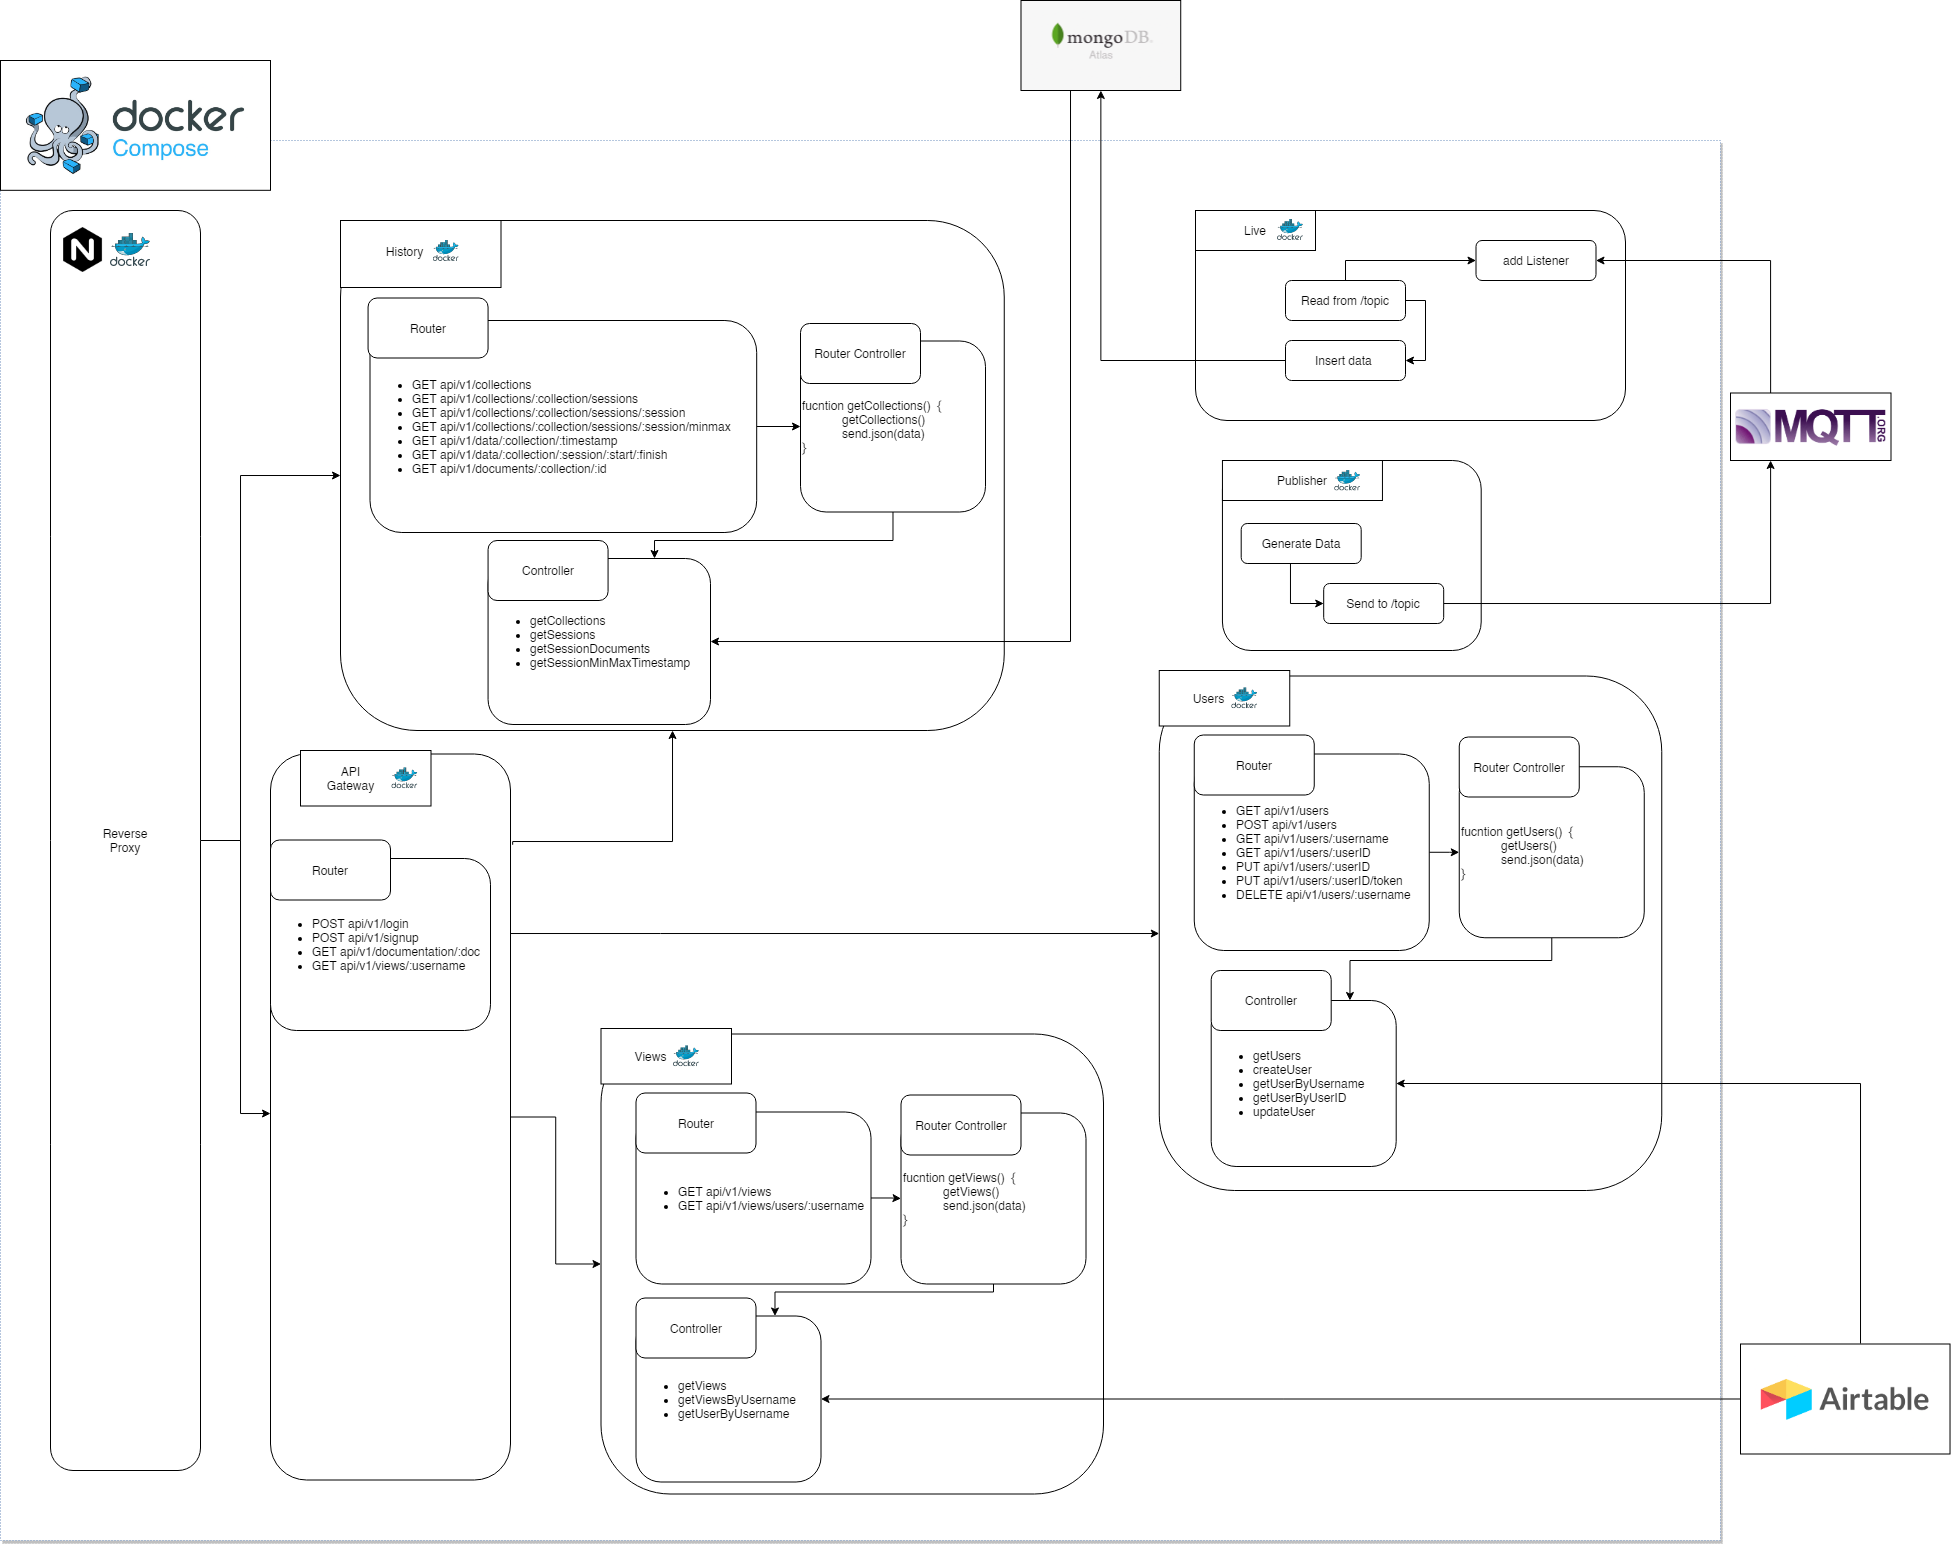 mongoDB.
Atlas
docker
Compose
N
docker
Reverse
Proxy
History
docker
Router
GET api/v1/collections
GET api/v1/collections/:collection/sessions
GET api/v1/collections/:collection/sessions/:session
GET api/v1/collections/:collection/sessions/:session/minmax
GET api/v1/data/:collection/:timestamp
GET api/v1/data/:collection/:session/:start/:finish
GET api/v1/documents/:collection/:id
Router Controller
fucntion getCollections() {
getCollections()
send.json(data)
}
Controller
getCollections
getSessions
getSessionDocuments
getSessionMinMaxTimestamp
Live
docker
add Listener
Read from /topic
Insert data
MQTT
.ORG
Publisher
docker
Generate Data
Send to /topic
API
Gateway
docker
Router
POST api/v1/login
POST api/v1/signup
GET api/v1/documentation/:doc
GET api/v1/views/:username
Users
docker
Router
GET api/v1/users
POST api/v1/users
GET api/v1/users/:username
GET api/v1/users/:userID
PUT api/v1/users/:userID
PUT api/v1/users/:userID/token
DELETE api/v1/users/:username
Router Controller
fucntion getUsers() {
getUsers()
send.json(data)
}
Controller
getUsers
createUser
getUserByUsername
getUserByUserID
updateUser
Views
docker
Router
GET api/v1/views
GET api/v1/views/users/:username
Router Controller
fucntion getViews() {
getViews()
send.json(data)
}
Controller
getViews
getViewsByUsername
getUserByUsername
Airtable